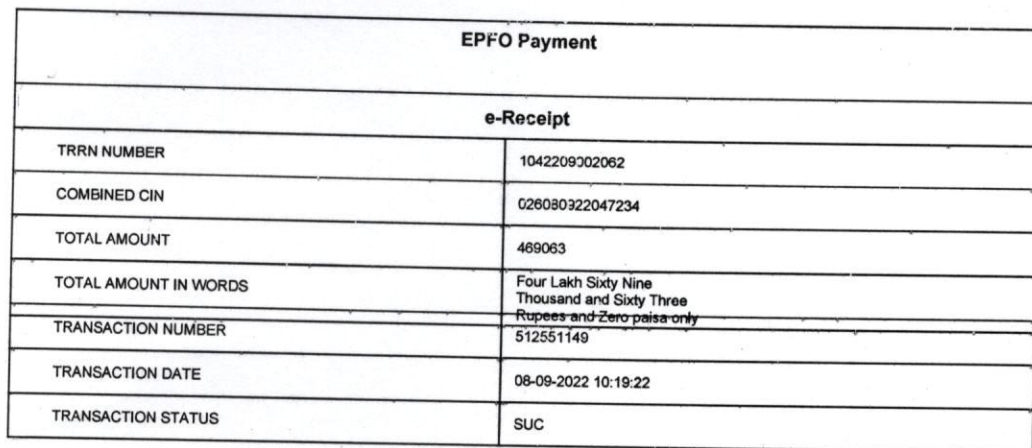 EPFO Payment
e-Receipt
TRRN NUMBER
1042209002062
COMBINED CIN
026080922047234
TOTAL AMOUNT
469063
TOTAL AMOUNT IN WORDS
Four Lakh Sixty Nine
Thousand and Sixty Three
Rupees and Zero paisa only
TRANSACTION NUMBER
512551149
TRANSACTION DATE
08-09-2022 10:19:22
TRANSACTION STATUS
SUC